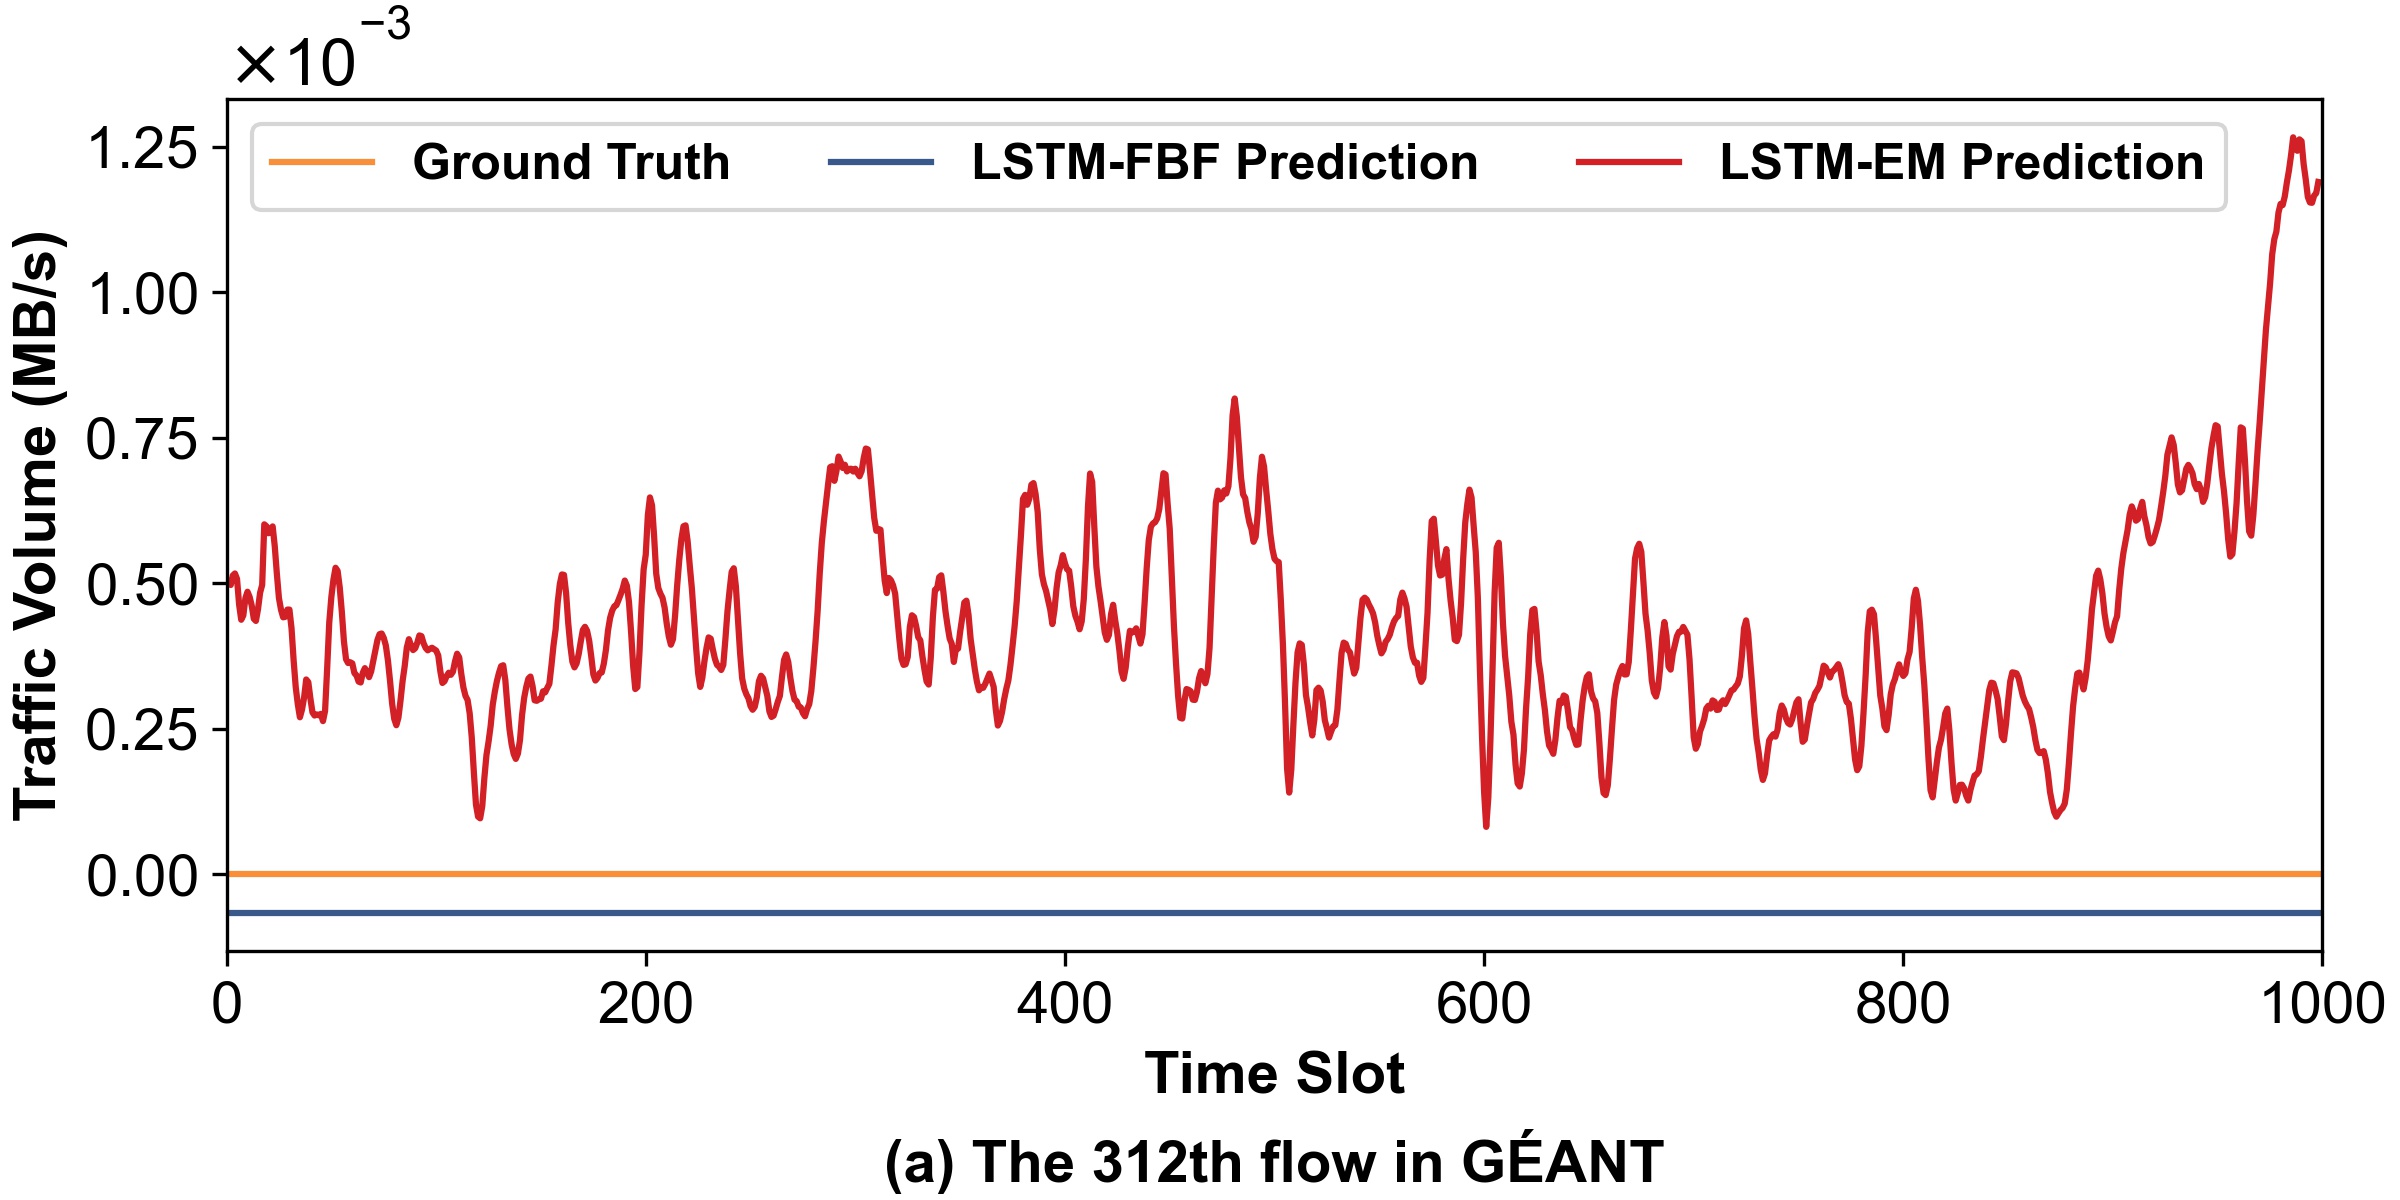 ×10⁻³
Ground Truth LSTM-FBF Prediction LSTM-EM Prediction
Traffic Volume (MB/s)
1.25
1.00
0.75
0.50
0.25
0.00
0 200 400 600 800 1000
Time Slot
(a) The 312th flow in GÉANT